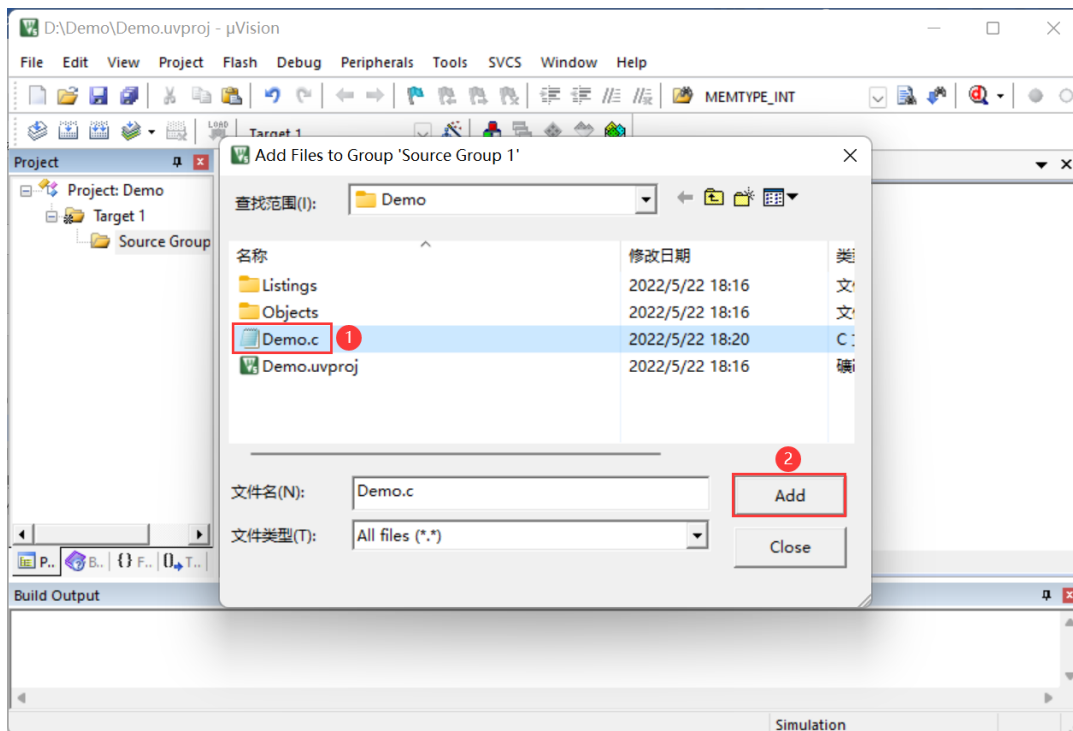 D:\Demo\Demo.uvproj - µVision
File Edit View Project Flash Debug Peripherals Tools SVCS Window Help
MEMTYPE_INT
LOAD Target 1
Project
Project: Demo
Target 1
Source Group
Add Files to Group 'Source Group 1'
查找范围(I): Demo
名称 修改日期
Listings 2022/5/22 18:16
Objects 2022/5/22 18:16
Demo.c 1 2022/5/22 18:20 C
Demo.uvproj 2022/5/22 18:16
2
文件名(N): Demo.c Add
文件类型(T): All files (*.*)
Close
P.. B.. {} F.. 0 T..
Build Output
Simulation